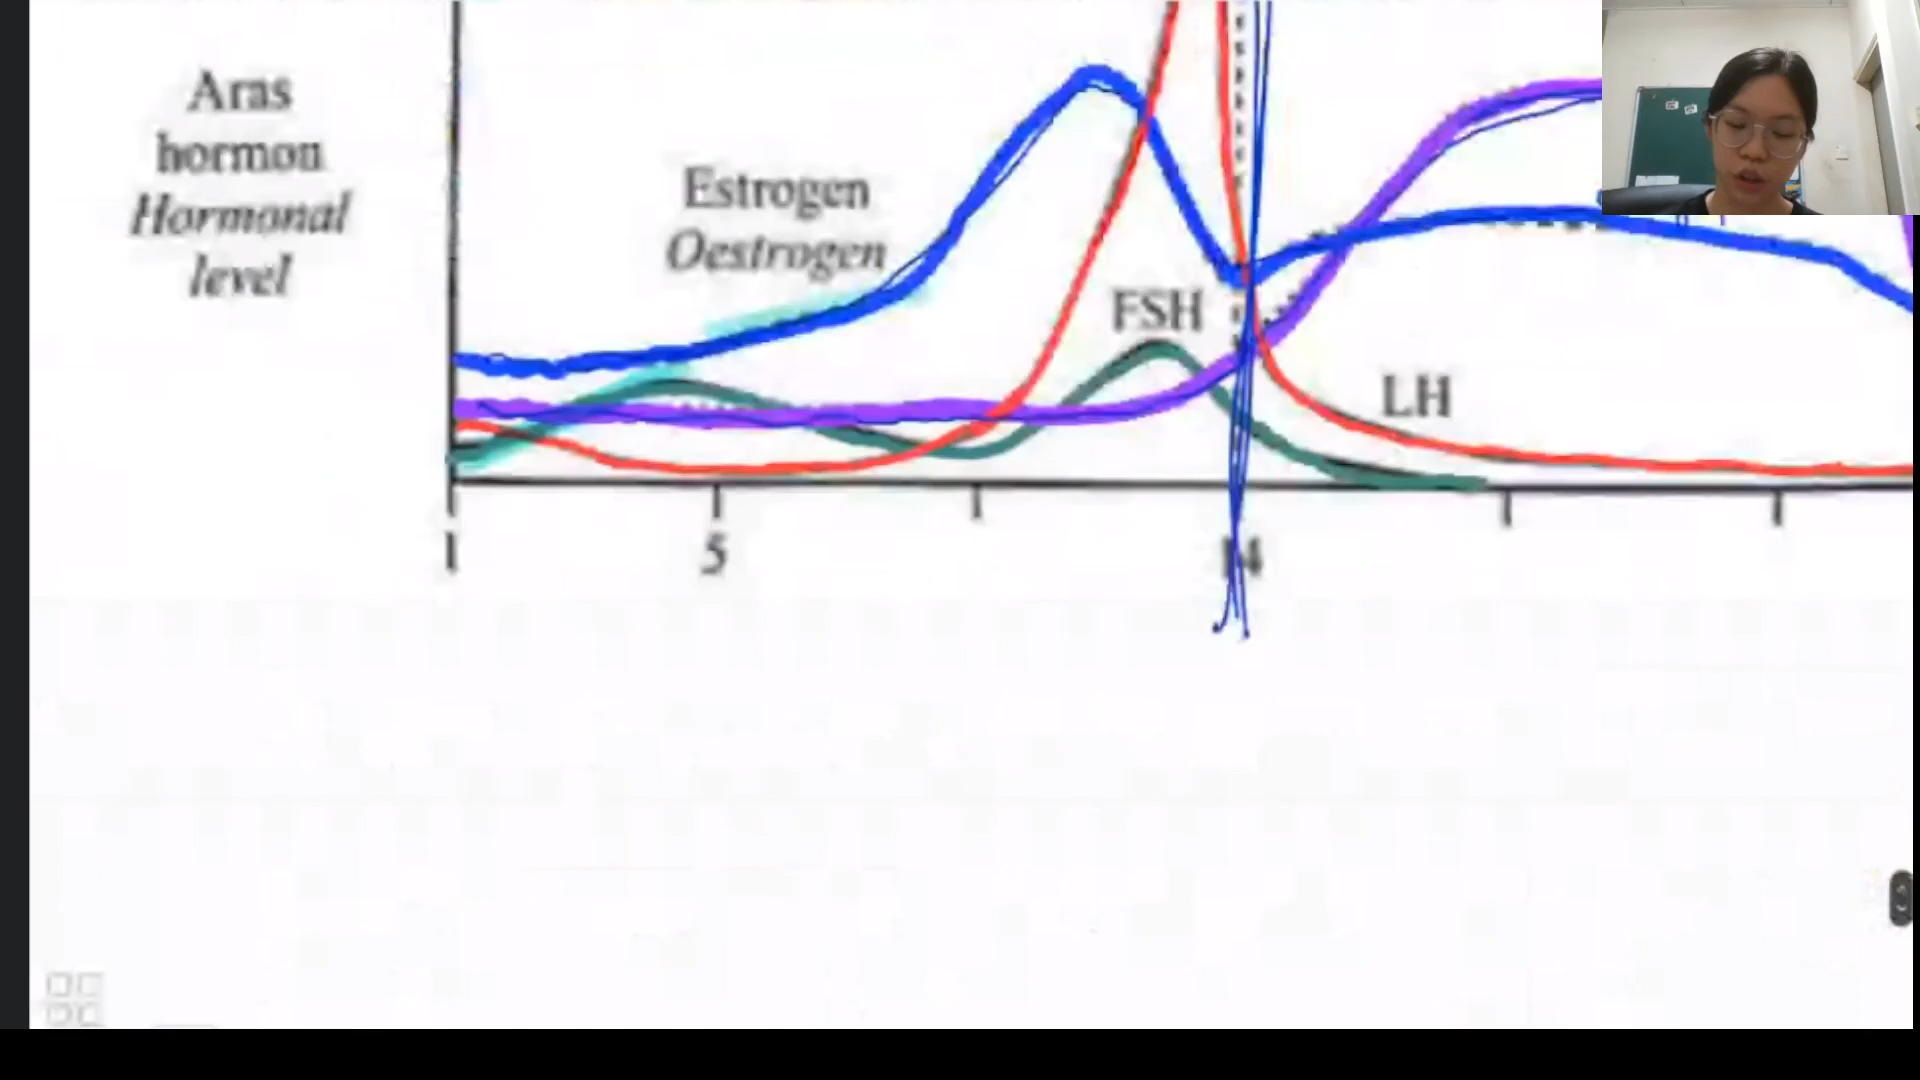 Aras
hormon
Hormonal
level
Estrogen
Oestrogen
FSH
LH
1
5
14